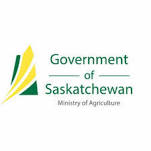 Government
of
Saskatchewan
Ministry of Agriculture